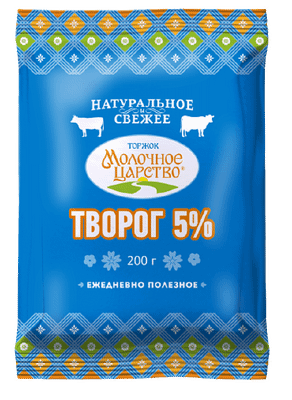 НАТУРАЛЬНОЕ
и
СВЕЖЕЕ
ТОРЖОК
МОЛОЧНОЕ
ЦАРСТВО®
ТВОРОГ 5%
200 г
ЕЖЕДНЕВНО ПОЛЕЗНОЕ